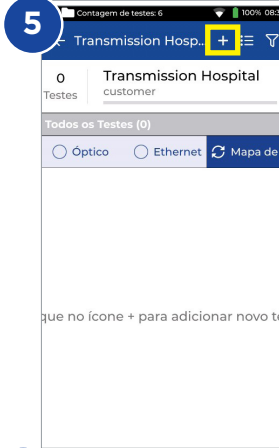 5
Contagem de testes: 6 100% 08:3
← Transmission Hosp... +
0 Transmission Hospital
Testes customer
Todos os Testes (0)
Óptico Ethernet Mapa de
que no ícone + para adicionar novo te